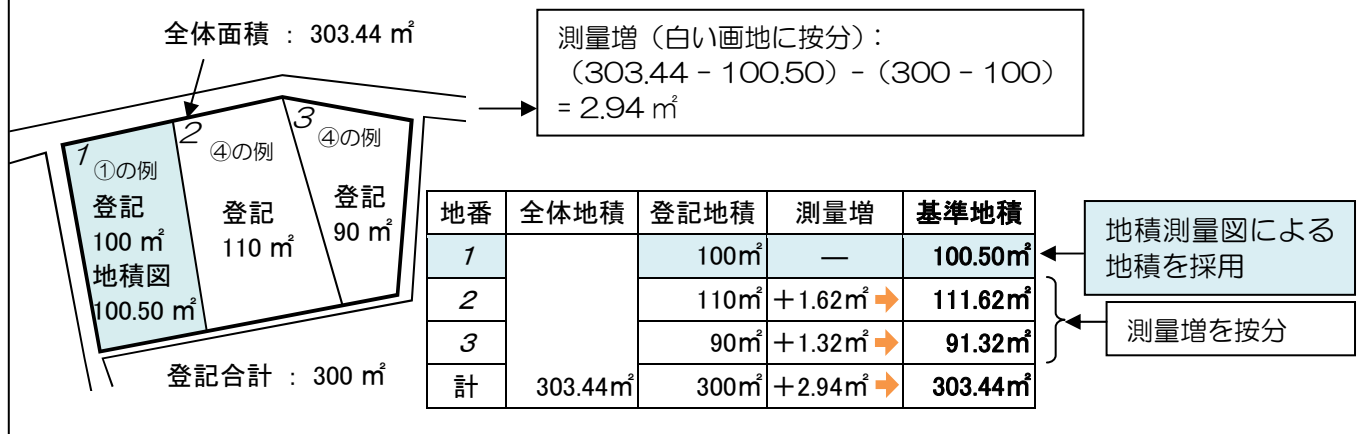 全体面積 : 303.44 ㎡
測量増（白い画地に按分）:
（303.44 - 100.50）-（300 - 100）
= 2.94 ㎡
1
①の例
登記
100 ㎡
地積図
100.50 ㎡
2
④の例
登記
110 ㎡
3
④の例
登記
90 ㎡
登記合計 : 300 ㎡
地番 全体地積 登記地積 測量増 基準地積
1 100㎡ ― 100.50㎡
2 110㎡ +1.62㎡ 111.62㎡
3 90㎡ +1.32㎡ 91.32㎡
計 303.44㎡ 300㎡ +2.94㎡ 303.44㎡
地積測量図による
地積を採用
測量増を按分